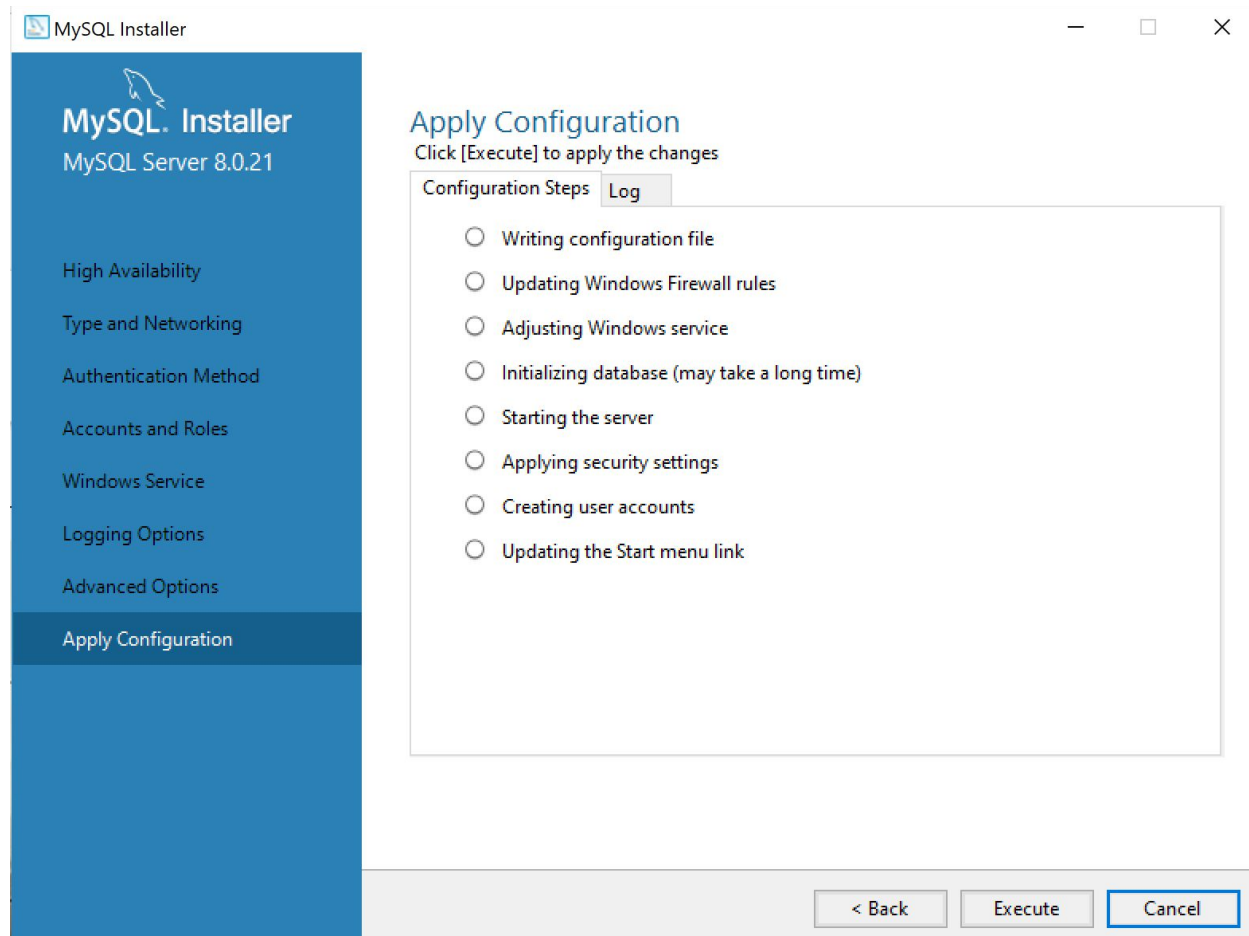 MySQL Installer
MySQL. Installer
MySQL Server 8.0.21
High Availability
Type and Networking
Authentication Method
Accounts and Roles
Windows Service
Logging Options
Advanced Options
Apply Configuration
Apply Configuration
Click [Execute] to apply the changes
Configuration Steps Log
Writing configuration file
Updating Windows Firewall rules
Adjusting Windows service
Initializing database (may take a long time)
Starting the server
Applying security settings
Creating user accounts
Updating the Start menu link
< Back Execute Cancel